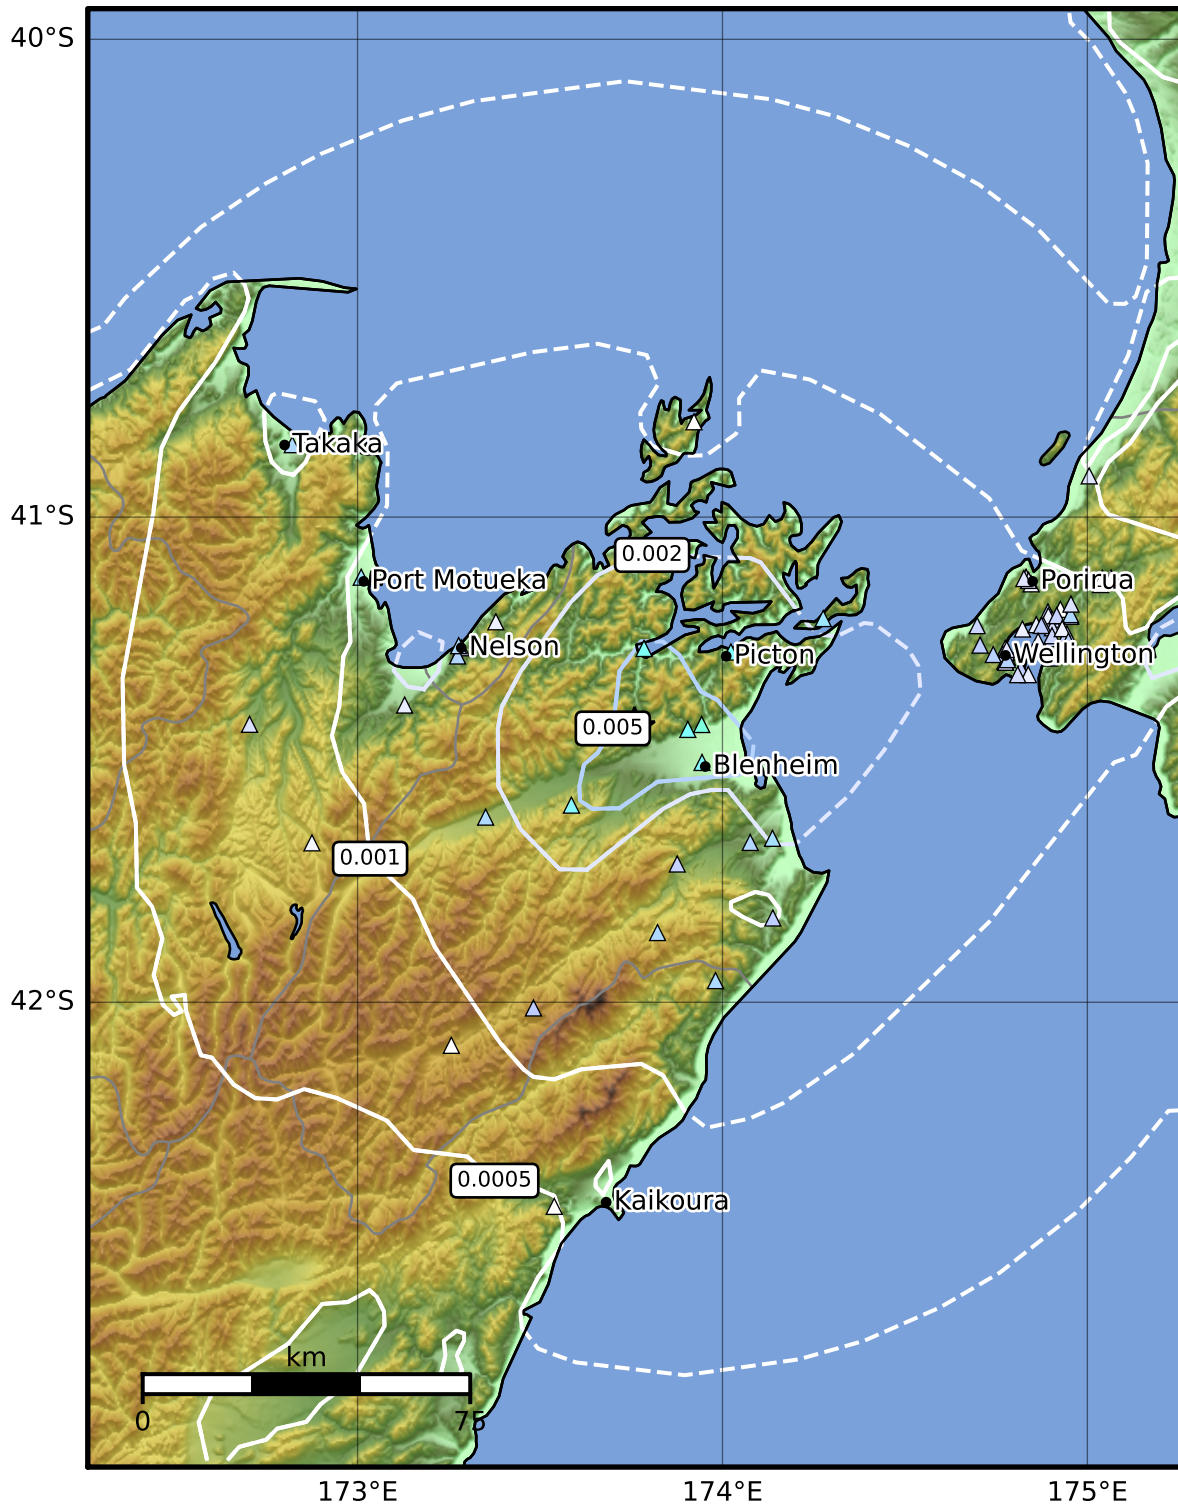 40°S
Takaka
41°S
0.002
Port Motueka
Porirua
Nelson
Picton
Wellington
0.005
Blenheim
0.001
42°S
0.0005
Kaikoura
km
0
75
173°E
174°E
175°E